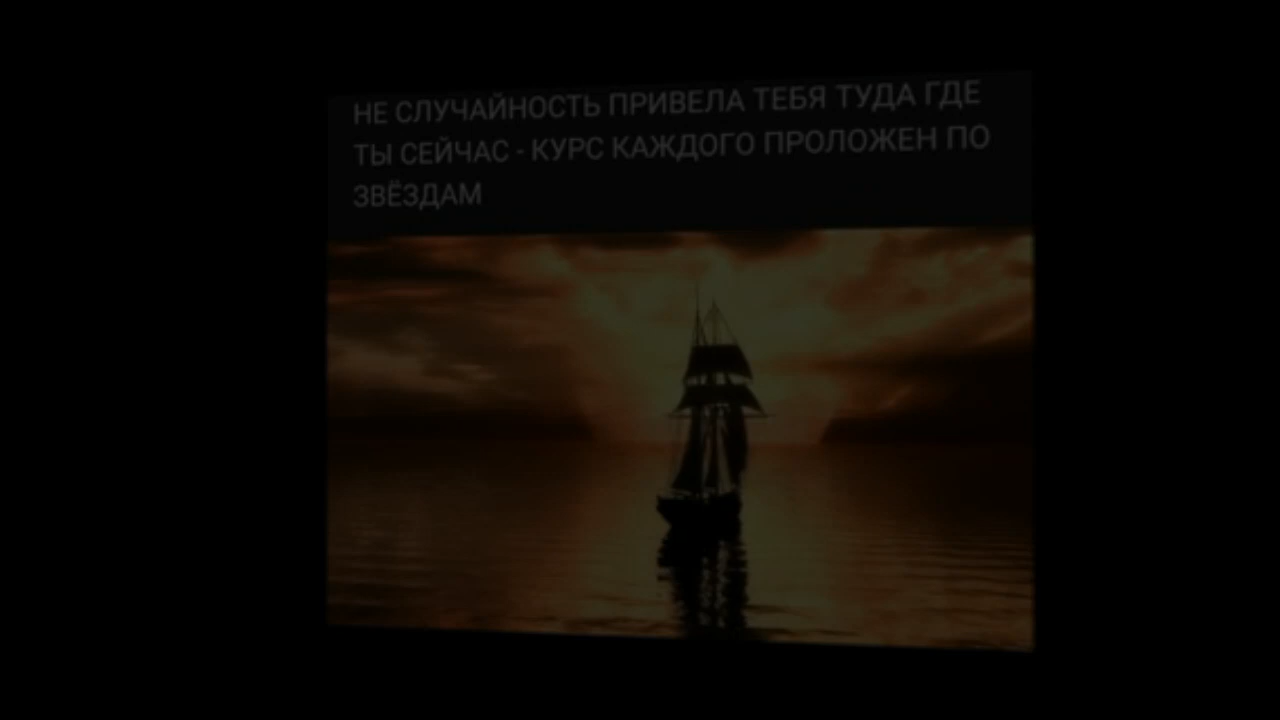 НЕ СЛУЧАЙНОСТЬ ПРИВЕЛА ТЕБЯ ТУДА ГДЕ
ТЫ СЕЙЧАС - КУРС КАЖДОГО ПРОЛОЖЕН ПО
ЗВЁЗДАМ